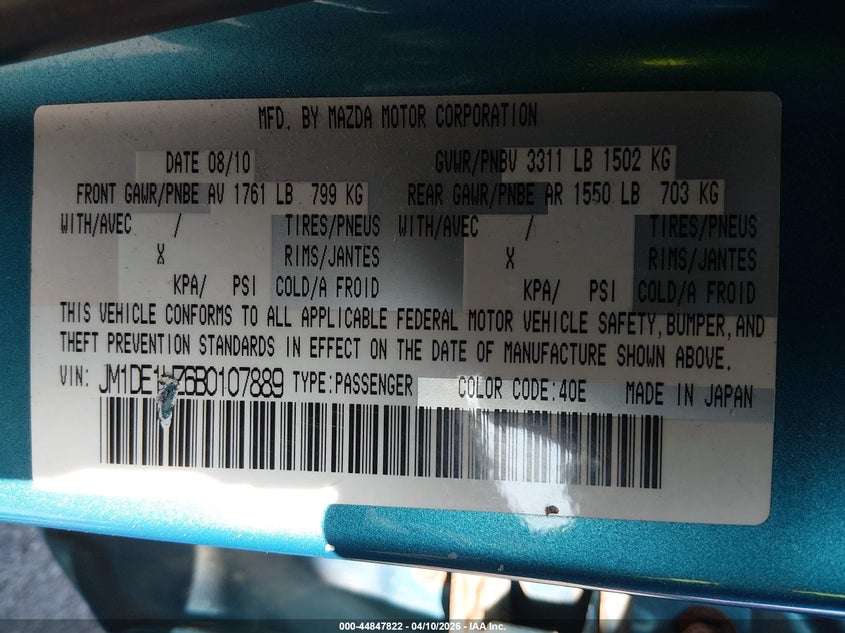 MFD. BY MAZDA MOTOR CORPORATION
DATE 08/10 GVWR/PNBV 3311 LB 1502 KG
FRONT GAWR/PNBE AV 1761 LB 799 KG REAR GAWR/PNBE AR 1550 LB 703 KG
WITH/AVEC / TIRES/PNEUS WITH/AVEC / TIRES/PNEUS
X RIMS/JANTES X RIMS/JANTES
KPA/ PSI COLD/A FROID KPA/ PSI COLD/A FROID
THIS VEHICLE CONFORMS TO ALL APPLICABLE FEDERAL MOTOR VEHICLE SAFETY, BUMPER, AND
THEFT PREVENTION STANDARDS IN EFFECT ON THE DATE OF MANUFACTURE SHOWN ABOVE.
VIN: TYPE:PASSENGER COLOR CODE:40E MADE IN JAPAN
000-44847822 - 04/10/2026 - IAA Inc.